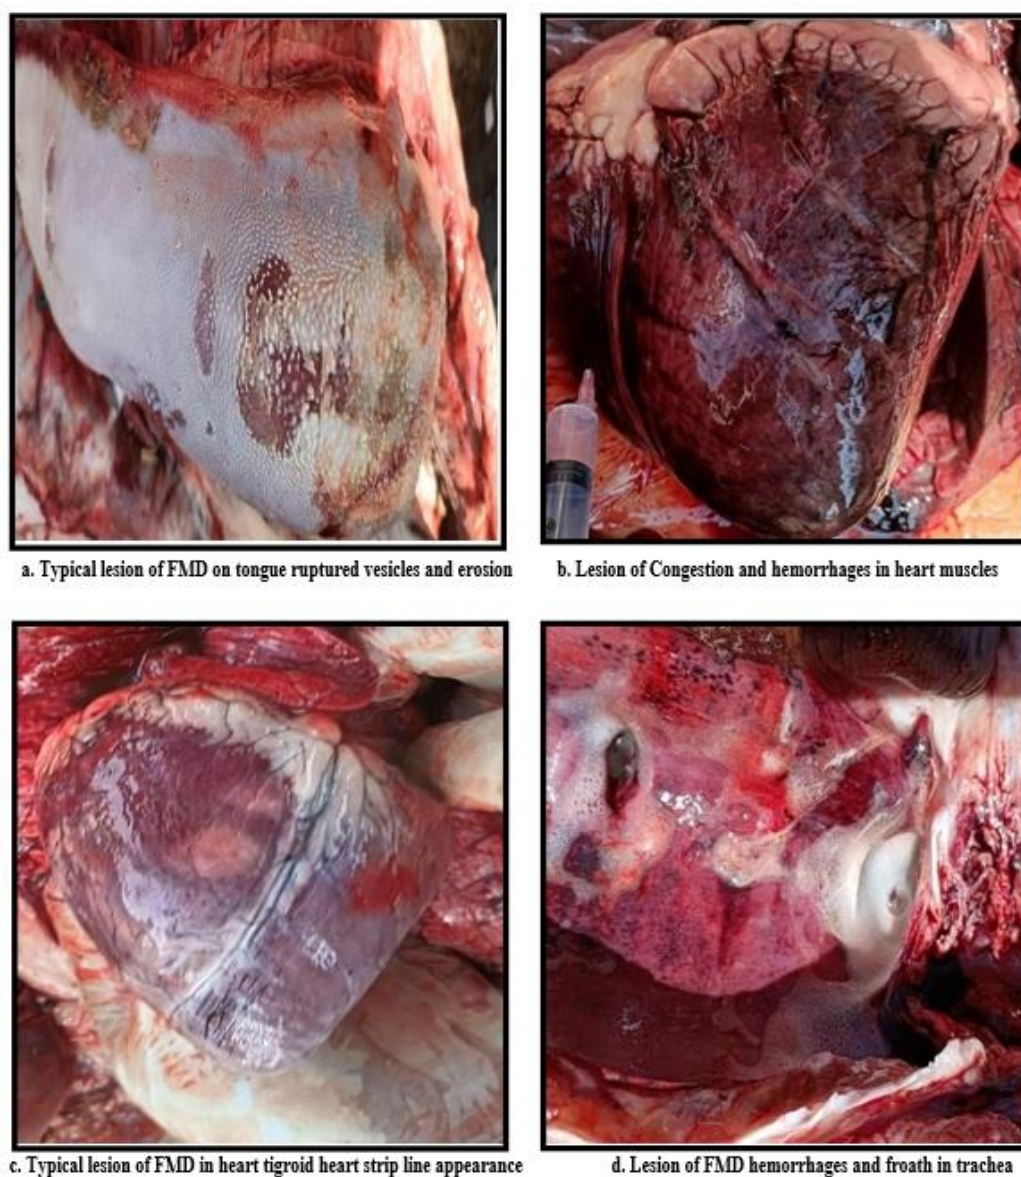 a. Typical lesion of FMD on tongue ruptured vesicles and erosion
b. Lesion of Congestion and hemorrhages in heart muscles
c. Typical lesion of FMD in heart tigroid heart strip line appearance
d. Lesion of FMD hemorrhages and froath in trachea